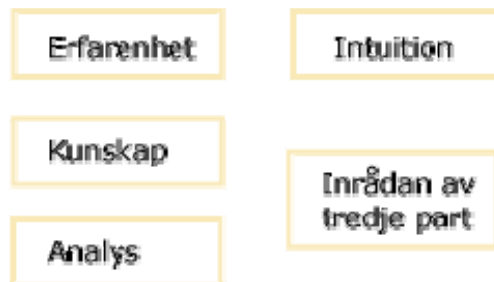 Erfarenhet
Intuition
Kunskap
Inrådan av
tredje part
Analys